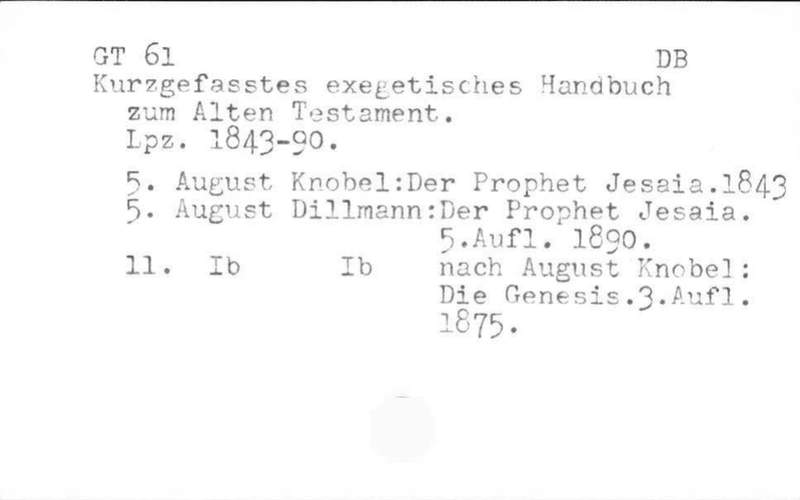 GT 61 DB
Kurzgefasstes exegetisches Handbuch
zum Alten Testament.
Lpz. 1843-90.
5. August Knobel:Der Prophet Jesaia.1843
5. August Dillmann:Der Prophet Jesaia.
5.Aufl. 1890.
11. Ib Ib nach August Knobel:
Die Genesis.3.Aufl.
1875.